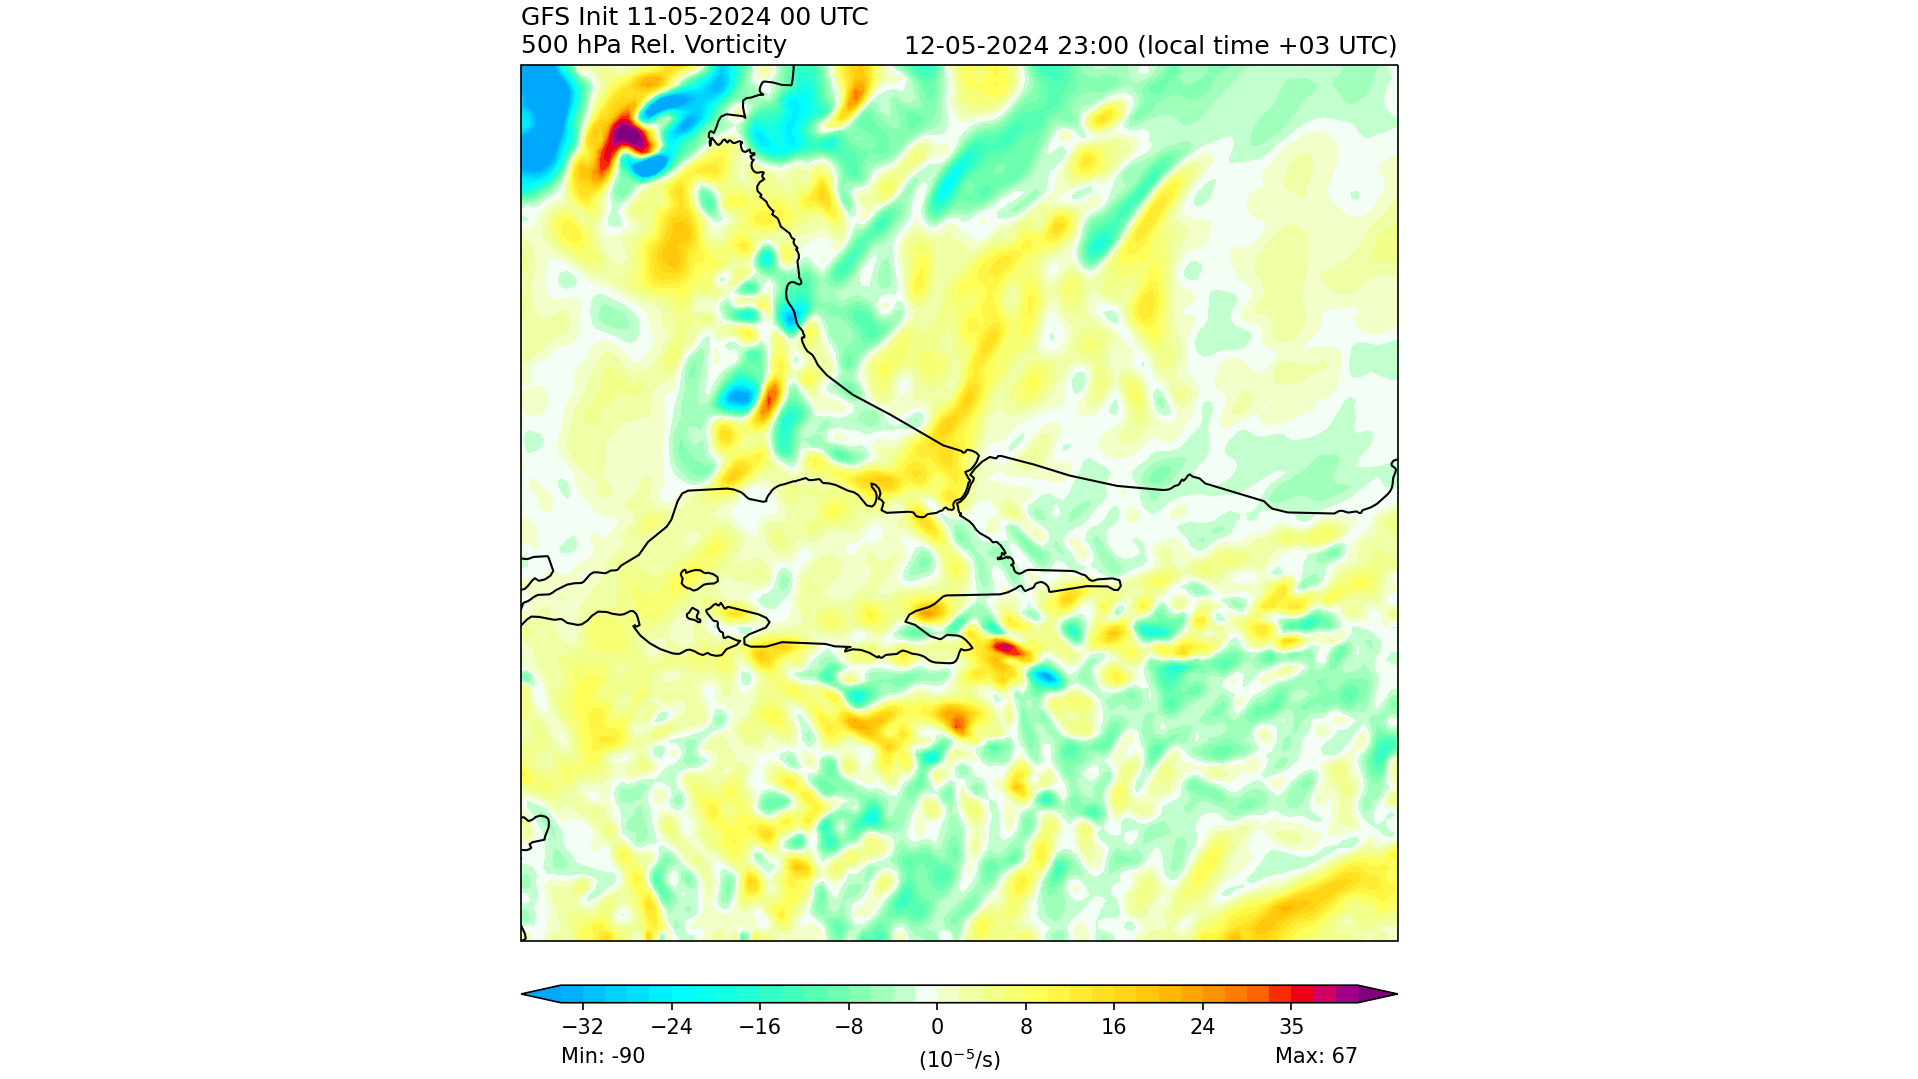 GFS Init 11-05-2024 00 UTC
500 hPa Rel. Vorticity
12-05-2024 23:00 (local time +03 UTC)
−32 −24 −16 −8 0 8 16 24 35
Min: -90
(10⁻⁵/s)
Max: 67